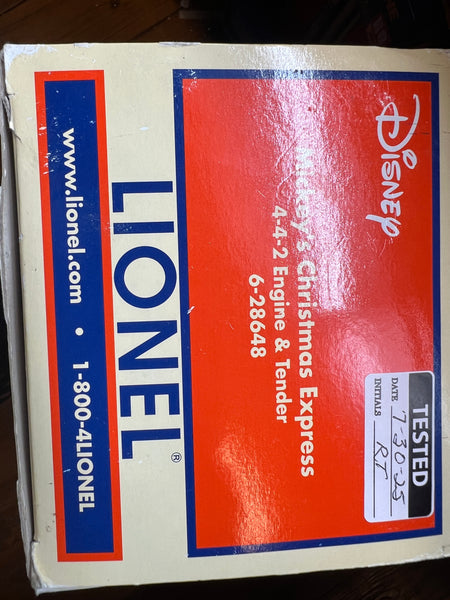 DISNEY
Mickey's Christmas Express
4-4-2 Engine & Tender
6-28648
TESTED
DATE 7-30-25
INITIALS RT
LIONEL®
www.lionel.com • 1-800-4LIONEL